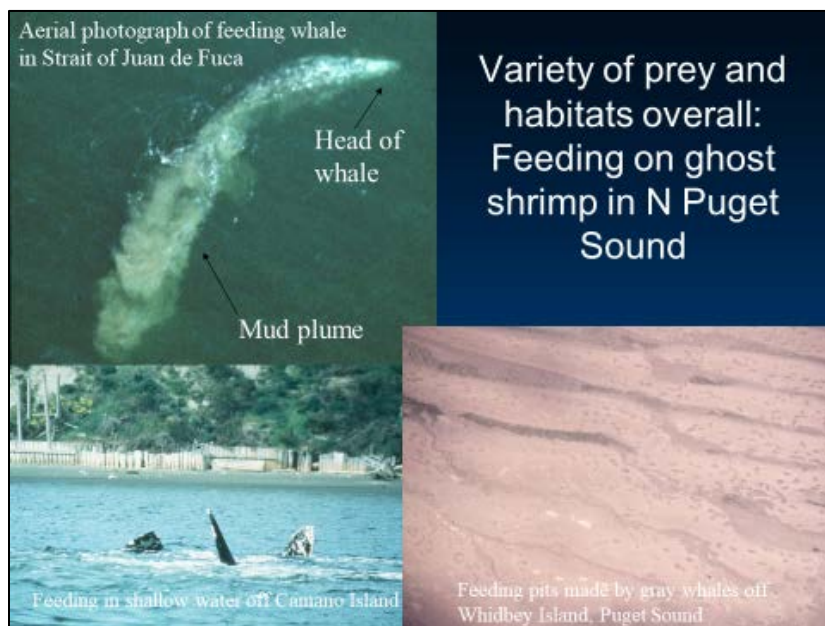 Aerial photograph of feeding whale
in Strait of Juan de Fuca
Head of
whale
Mud plume
Variety of prey and
habitats overall:
Feeding on ghost
shrimp in N Puget
Sound
Feeding in shallow water off Camano Island
Feeding pits made by gray whales off
Whidbey Island, Puget Sound